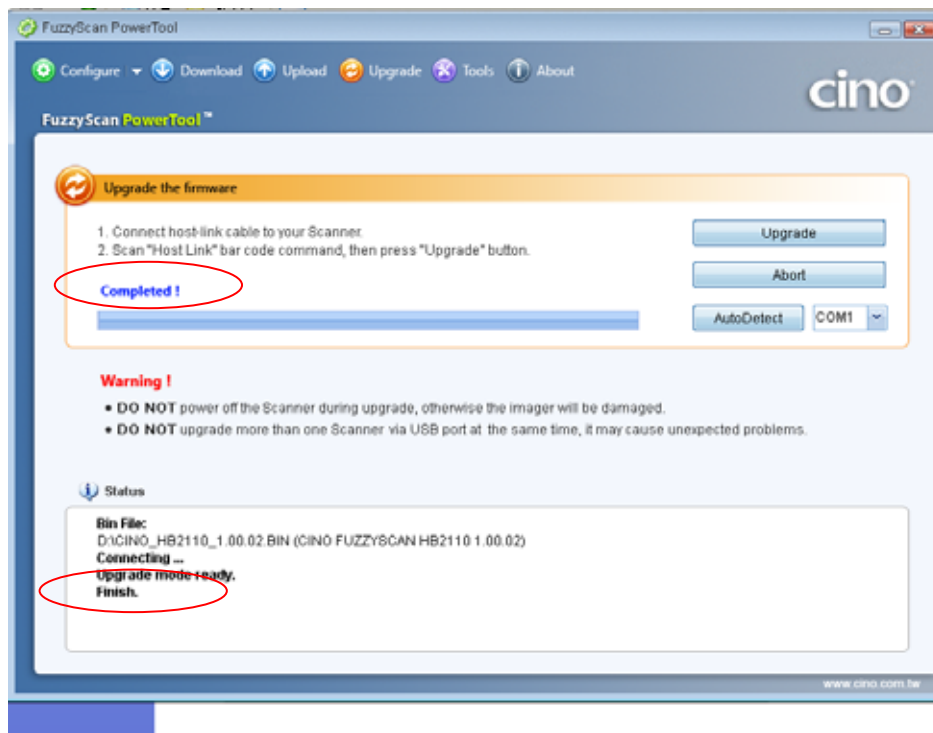 FuzzyScan PowerTool
Configure Download Upload Upgrade Tools About
cino
FuzzyScan PowerTool™
Upgrade the firmware
1. Connect host-link cable to your Scanner.
2. Scan "Host Link" bar code command, then press "Upgrade" button.
Upgrade
Abort
Completed !
AutoDetect COM1
Warning !
• DO NOT power off the Scanner during upgrade, otherwise the imager will be damaged.
• DO NOT upgrade more than one Scanner via USB port at the same time, it may cause unexpected problems.
Status
Bin File:
D:\CINO_HB2110_1.00.02.BIN (CINO FUZZYSCAN HB2110 1.00.02)
Connecting ...
Upgrade mode ready.
Finish.
www.cino.com.tw